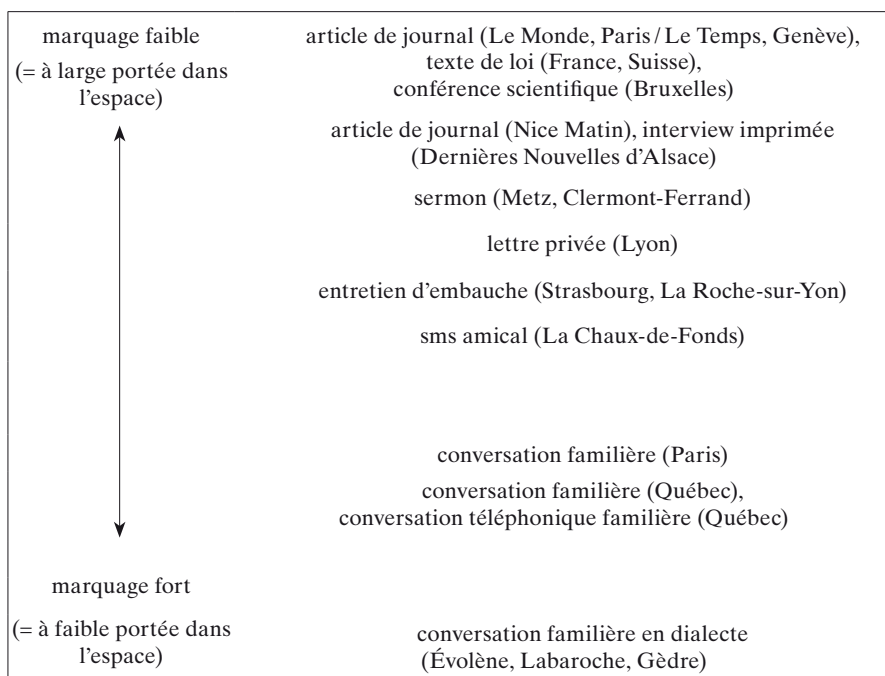 marquage faible
(= à large portée dans
l'espace)
article de journal (Le Monde, Paris / Le Temps, Genève),
texte de loi (France, Suisse),
conférence scientifique (Bruxelles)
article de journal (Nice Matin), interview imprimée
(Dernières Nouvelles d'Alsace)
sermon (Metz, Clermont-Ferrand)
lettre privée (Lyon)
entretien d'embauche (Strasbourg, La Roche-sur-Yon)
sms amical (La Chaux-de-Fonds)
conversation familière (Paris)
conversation familière (Québec),
conversation téléphonique familière (Québec)
marquage fort
(= à faible portée dans
l'espace)
conversation familière en dialecte
(Évolène, Labaroche, Gèdre)